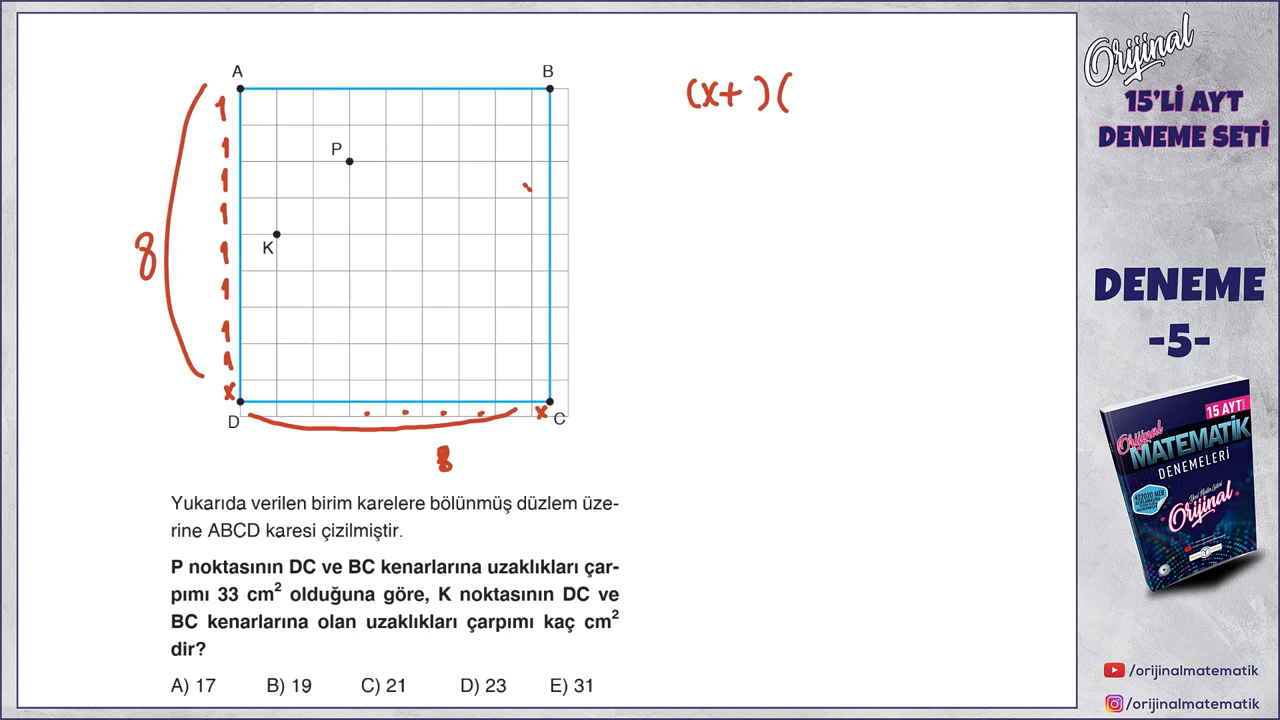 A
B
P
K
D
C
8
1
1
1
1
1
1
1
1
x
x
8
(x+ )(
Yukarıda verilen birim karelere bölünmüş düzlem üze-
rine ABCD karesi çizilmiştir.
P noktasının DC ve BC kenarlarına uzaklıkları çar-
pımı 33 cm² olduğuna göre, K noktasının DC ve
BC kenarlarına olan uzaklıkları çarpımı kaç cm²
dir?
A) 17 B) 19 C) 21 D) 23 E) 31
Orijinal
15'Lİ AYT
DENEME SETİ
DENEME
-5-
15 AYT
Orijinal
MATEMATİK
DENEMELERİ
Orijinal
/orijinalmatematik
/orijinalmatematik